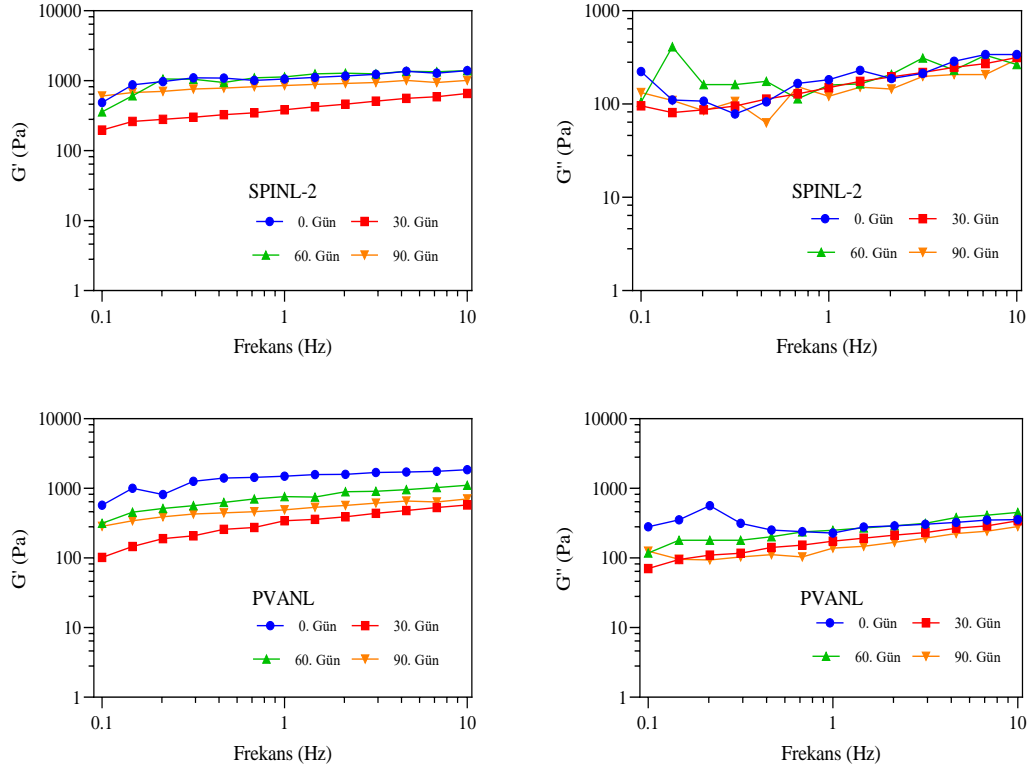 10000
1000
100
10
1
G' (Pa)
SPINL-2
0. Gün 30. Gün
60. Gün 90. Gün
0.1 1 10
Frekans (Hz)
1000
100
10
1
G'' (Pa)
SPINL-2
0. Gün 30. Gün
60. Gün 90. Gün
0.1 1 10
Frekans (Hz)
10000
1000
100
10
1
G' (Pa)
PVANL
0. Gün 30. Gün
60. Gün 90. Gün
0.1 1 10
Frekans (Hz)
10000
1000
100
10
1
G'' (Pa)
PVANL
0. Gün 30. Gün
60. Gün 90. Gün
0.1 1 10
Frekans (Hz)